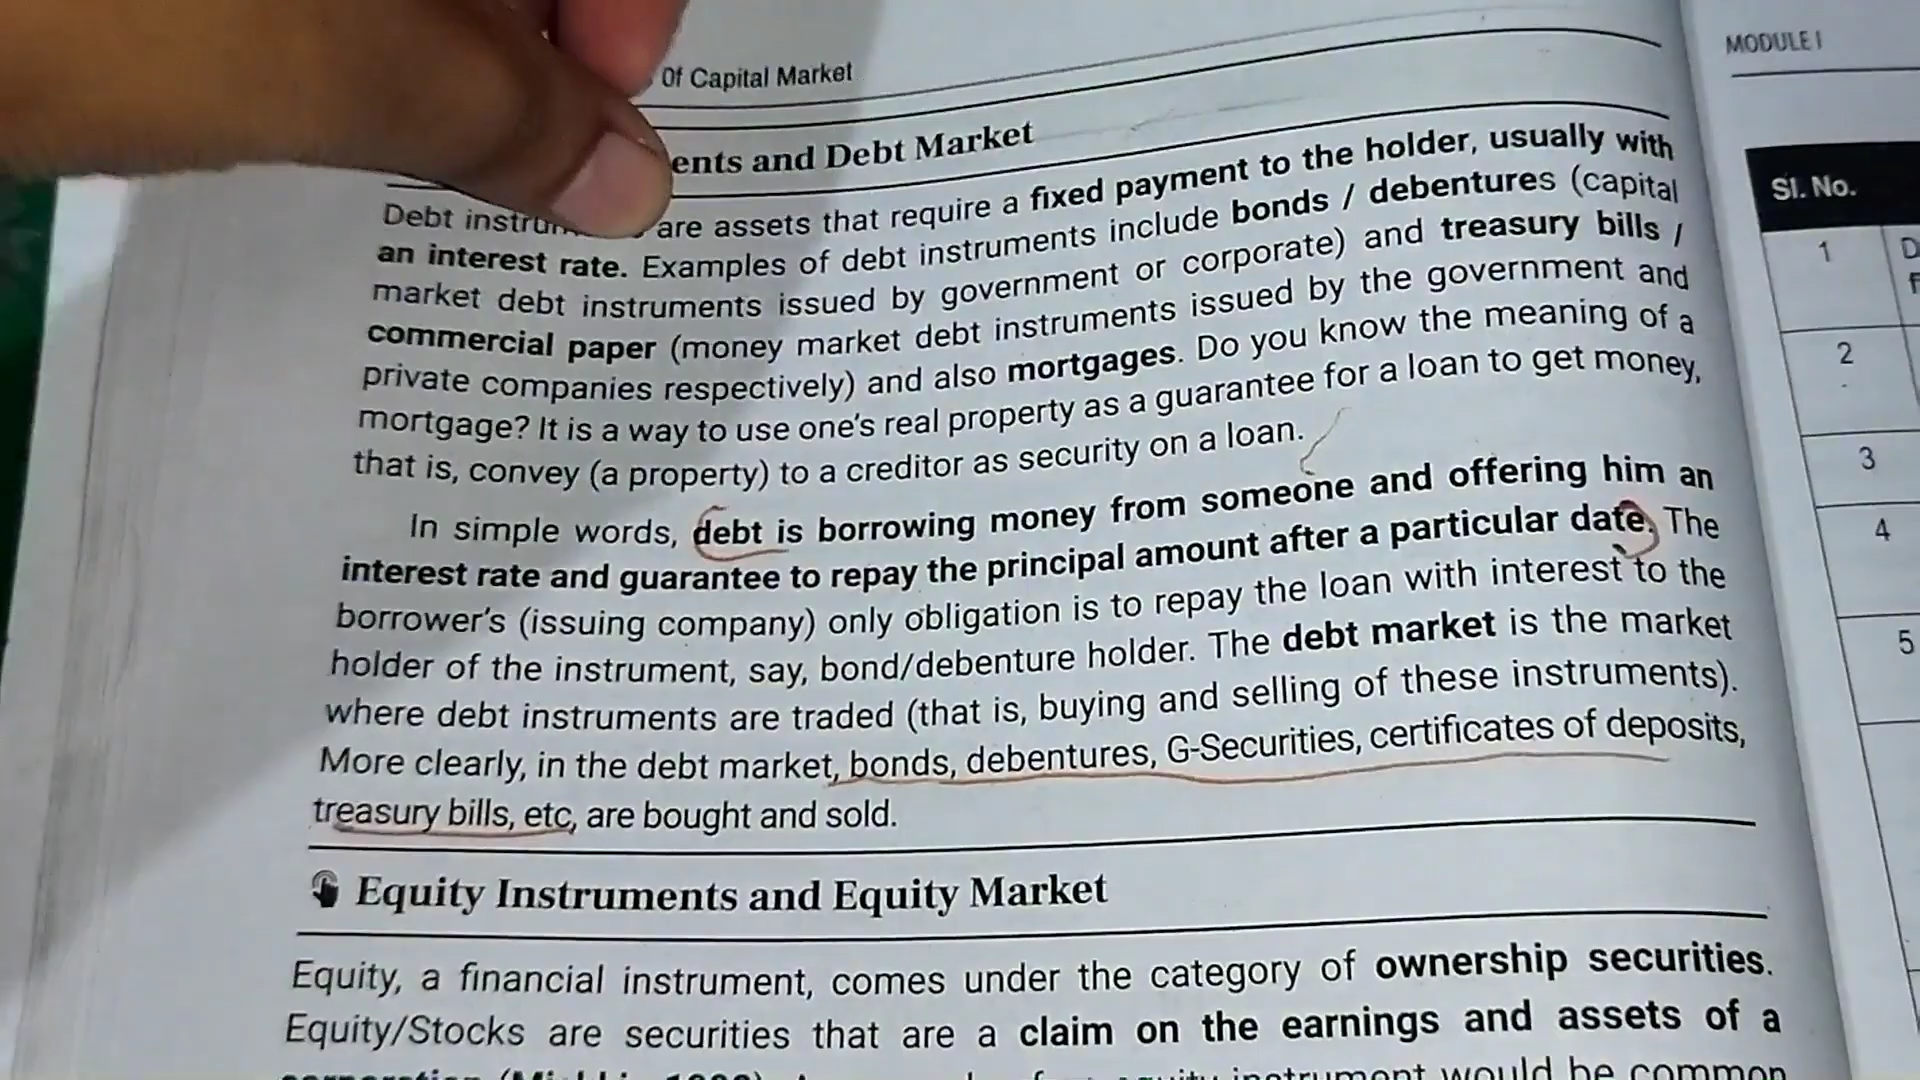 Of Capital Market
ents and Debt Market
Debt are assets that require a fixed payment to the holder, usually with
an interest rate. Examples of debt instruments include bonds / debentures (capital
market debt instruments issued by government or corporate) and treasury bills /
commercial paper (money market debt instruments issued by the government and
private companies respectively) and also mortgages. Do you know the meaning of a
mortgage? It is a way to use one's real property as a guarantee for a loan to get money,
that is, convey (a property) to a creditor as security on a loan.
In simple words, debt is borrowing money from someone and offering him an
interest rate and guarantee to repay the principal amount after a particular date. The
borrower's (issuing company) only obligation is to repay the loan with interest to the
holder of the instrument, say, bond/debenture holder. The debt market is the market
where debt instruments are traded (that is, buying and selling of these instruments).
More clearly, in the debt market, bonds, debentures, G-Securities, certificates of deposits,
treasury bills, etc, are bought and sold.
Equity Instruments and Equity Market
Equity, a financial instrument, comes under the category of ownership securities.
Equity/Stocks are securities that are a claim on the earnings and assets of a
equity instrument would be common
MODULE I
Sl. No.
1
2
3
4
5